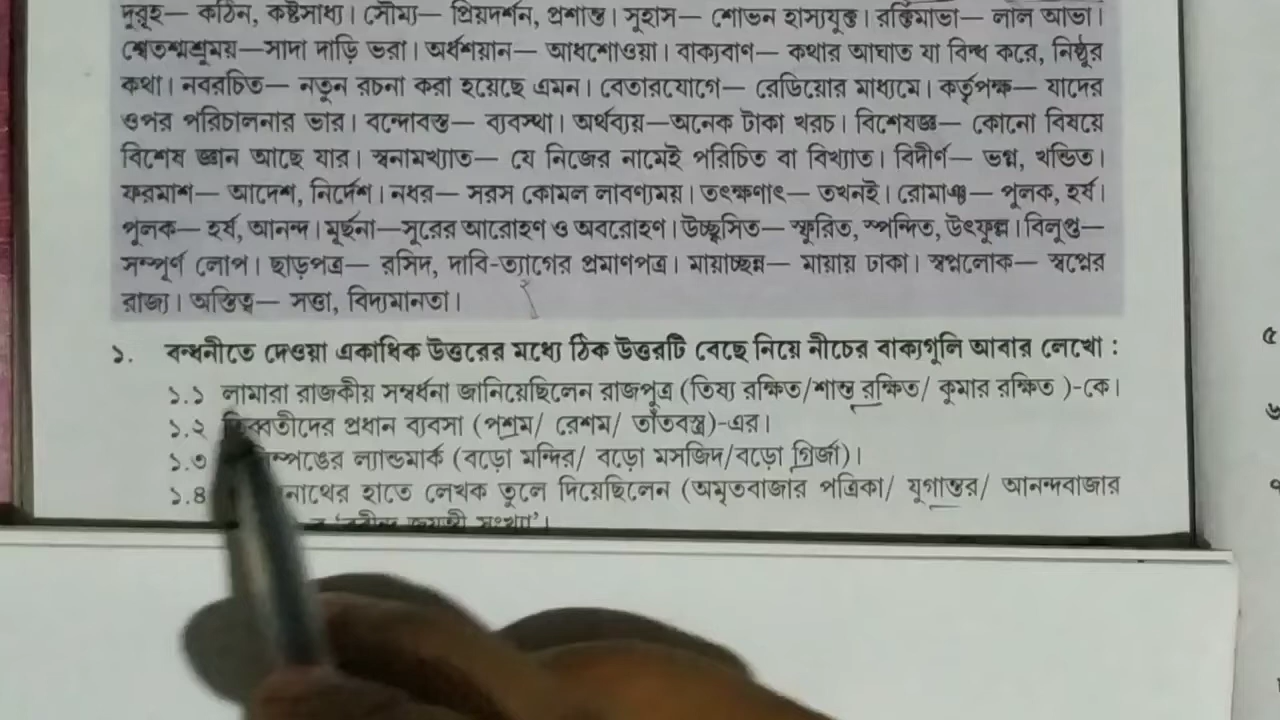 দুরূহ— কঠিন, কষ্টসাধ্য। সৌম্য— প্রিয়দর্শন, প্রশান্ত। সুহাস— শোভন হাস্যযুক্ত। রক্তিমাভা— লাল আভা।
শ্বেতশ্মশ্রুময়—সাদা দাড়ি ভরা। অর্ধশয়ান— আধশোওয়া। বাক্যবাণ— কথার আঘাত যা বিদ্ধ করে, নিষ্ঠুর
কথা। নবরচিত— নতুন রচনা করা হয়েছে এমন। বেতারযোগে— রেডিয়োর মাধ্যমে। কর্তৃপক্ষ— যাদের
ওপর পরিচালনার ভার। বন্দোবস্ত— ব্যবস্থা। অর্থব্যয়—অনেক টাকা খরচ। বিশেষজ্ঞ— কোনো বিষয়ে
বিশেষ জ্ঞান আছে যার। স্বনামখ্যাত— যে নিজের নামেই পরিচিত বা বিখ্যাত। বিদীর্ণ— ভগ্ন, খণ্ডিত।
ফরমাশ— আদেশ, নির্দেশ। নধর— সরস কোমল লাবণ্যময়। তৎক্ষণাৎ— তখনই। রোমাঞ্চ— পুলক, হর্ষ।
পুলক— হর্ষ, আনন্দ। মূর্ছনা—সুরের আরোহণ ও অবরোহণ। উচ্ছ্বসিত— স্ফুরিত, স্পন্দিত, উৎফুল্ল। বিলুপ্ত—
সম্পূর্ণ লোপ। ছাড়পত্র— রসিদ, দাবি-ত্যাগের প্রমাণপত্র। মায়াচ্ছন্ন— মায়ায় ঢাকা। স্বপ্নলোক— স্বপ্নের
রাজ্য। অস্তিত্ব— সত্তা, বিদ্যমানতা।
১. বন্ধনীতে দেওয়া একাধিক উত্তরের মধ্যে ঠিক উত্তরটি বেছে নিয়ে নীচের বাক্যগুলি আবার লেখো :
১.১ লামারা রাজকীয় সম্বর্ধনা জানিয়েছিলেন রাজপুত্র (তিষ্য রক্ষিত/শান্ত রক্ষিত/ কুমার রক্ষিত )-কে।
১.২ তিব্বতীদের প্রধান ব্যবসা (পশম/ রেশম/ তাঁতবস্ত্র)-এর।
১.৩ ল্যান্ডমার্ক (বড়ো মন্দির/ বড়ো মসজিদ/বড়ো গির্জা)।
১.৪ হাতে লেখক তুলে দিয়েছিলেন (অমৃতবাজার পত্রিকা/ যুগান্তর/ আনন্দবাজার